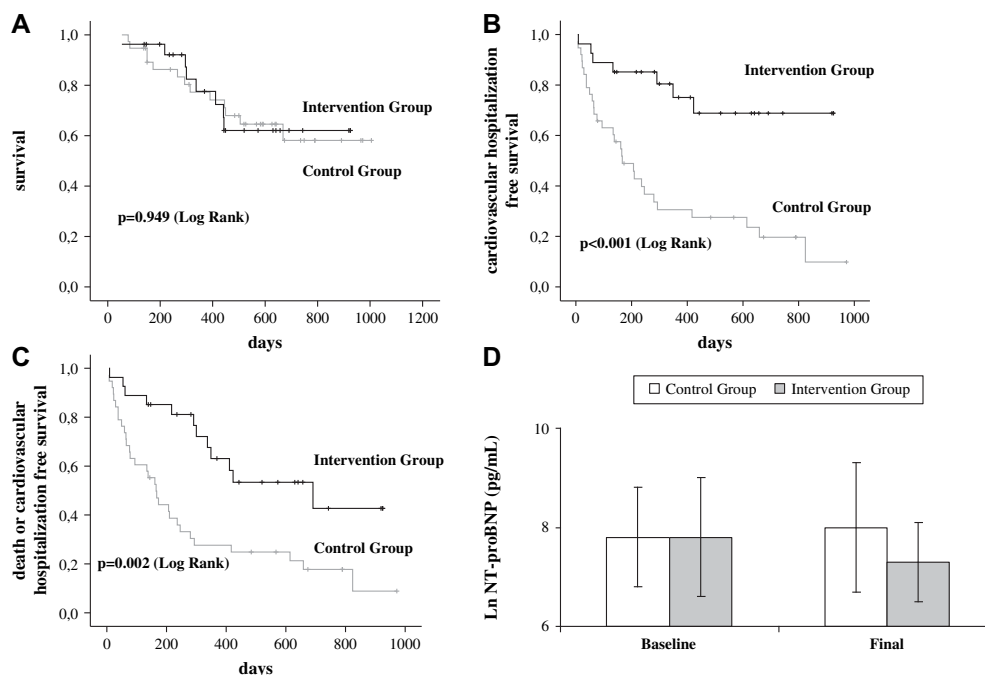 A
1,0
0,8
0,6
0,4
0,2
0,0
survival
Intervention Group
Control Group
p=0.949 (Log Rank)
0 200 400 600 800 1000 1200
days
B
1,0
0,8
0,6
0,4
0,2
0,0
cardiovascular hospitalization
free survival
Intervention Group
Control Group
p<0.001 (Log Rank)
0 200 400 600 800 1000
days
C
1,0
0,8
0,6
0,4
0,2
0,0
death or cardiovascular
hospitalization free survival
Intervention Group
Control Group
p=0.002 (Log Rank)
0 200 400 600 800 1000
days
D
Control Group Intervention Group
10
8
6
Ln NT-proBNP (pg/mL)
Baseline Final